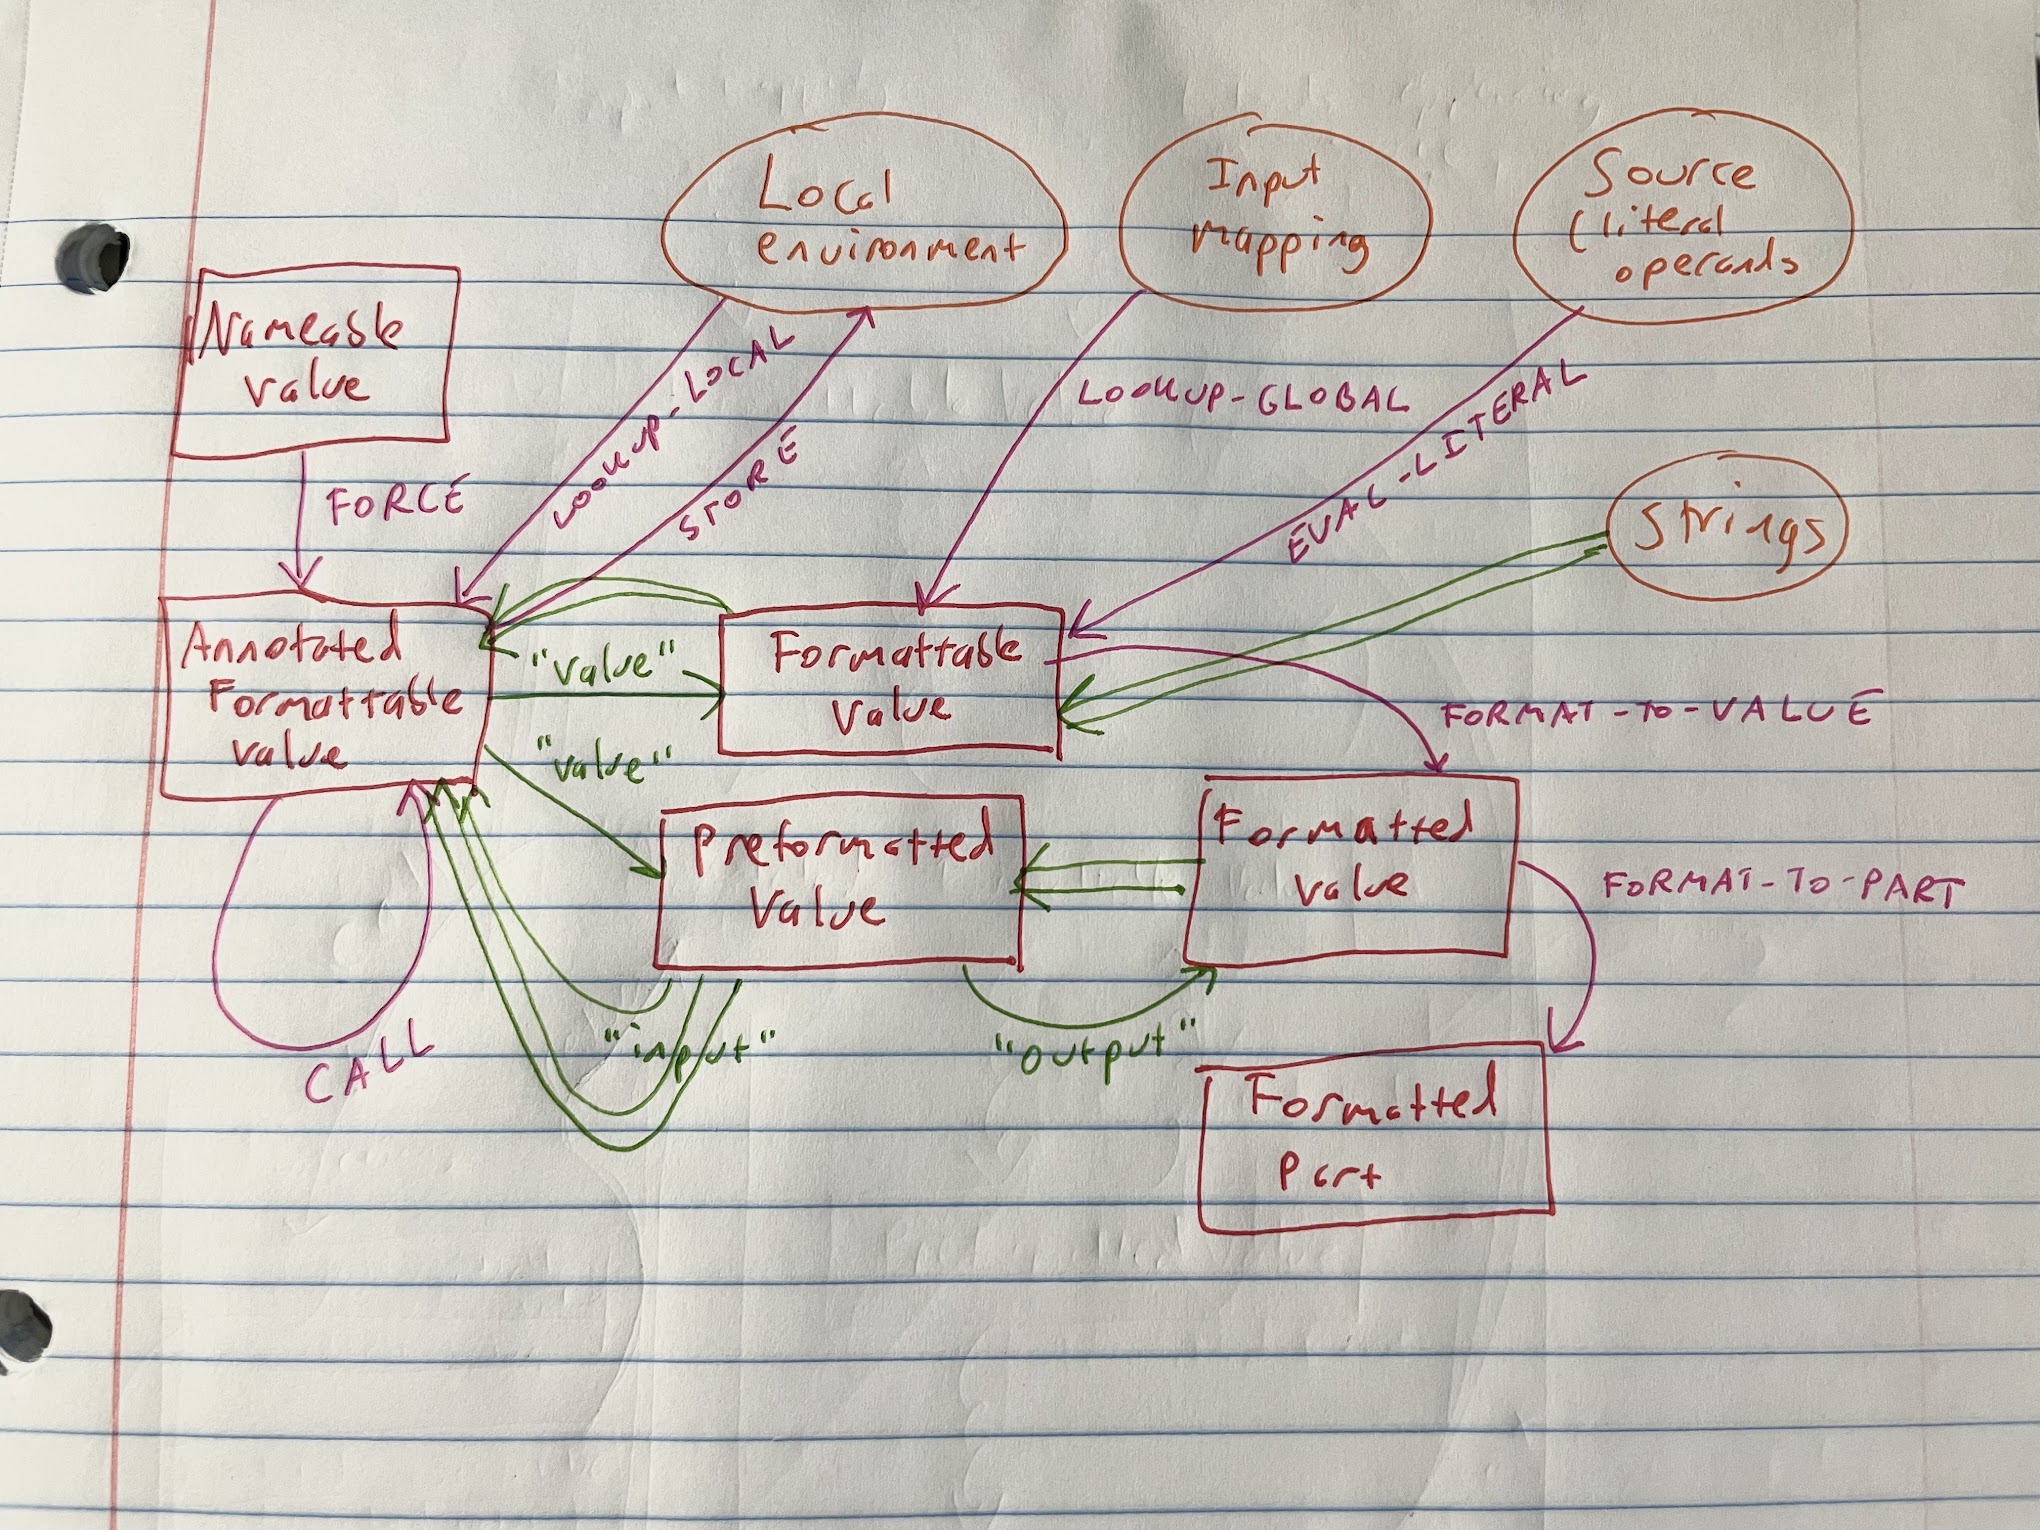 Local
environment
Input
mapping
Source
(literal
operands
Nameable
value
LOOKUP-LOCAL
STORE
LOOKUP-GLOBAL
EVAL-LITERAL
FORCE
Strings
Annotated
Formattable
value
"value"
Formattable
Value
FORMAT-TO-VALUE
"value"
Preformatted
Value
Formatted
value
FORMAT-TO-PART
CALL
"input"
"output"
Formatted
Part